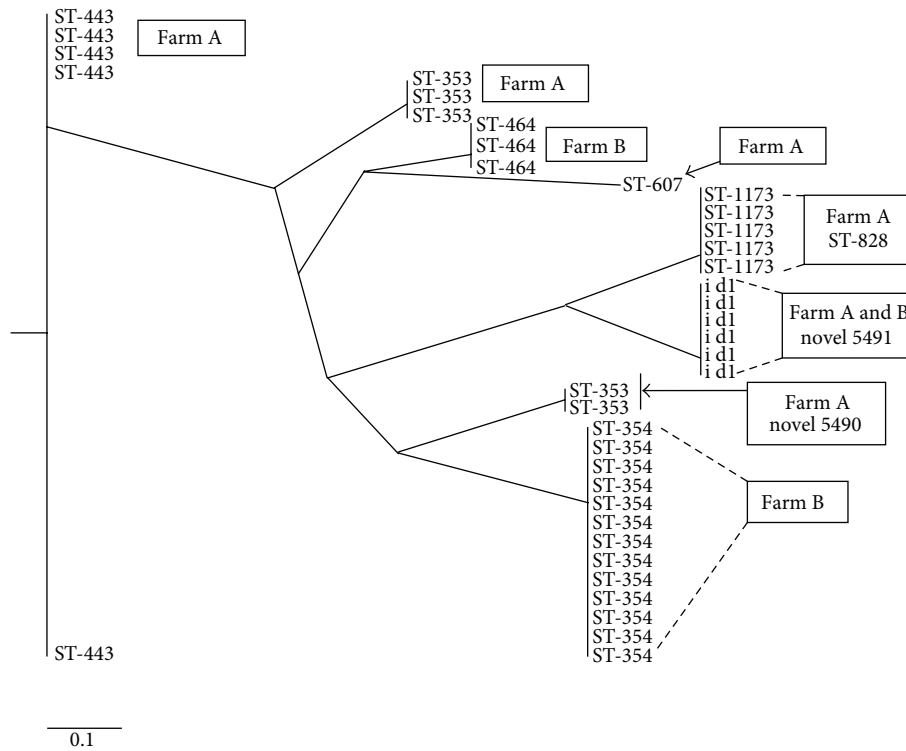 ST-443
ST-443
ST-443
ST-443
Farm A
ST-353
ST-353
ST-353
Farm A
ST-464
ST-464
ST-464
Farm B
ST-607
Farm A
ST-1173
ST-1173
ST-1173
ST-1173
ST-1173
Farm A
ST-828
i d1
i d1
i d1
i d1
i d1
i d1
Farm A and B
novel 5491
ST-353
ST-353
Farm A
novel 5490
ST-354
ST-354
ST-354
ST-354
ST-354
ST-354
ST-354
ST-354
ST-354
ST-354
ST-354
ST-354
ST-354
Farm B
ST-443
0.1